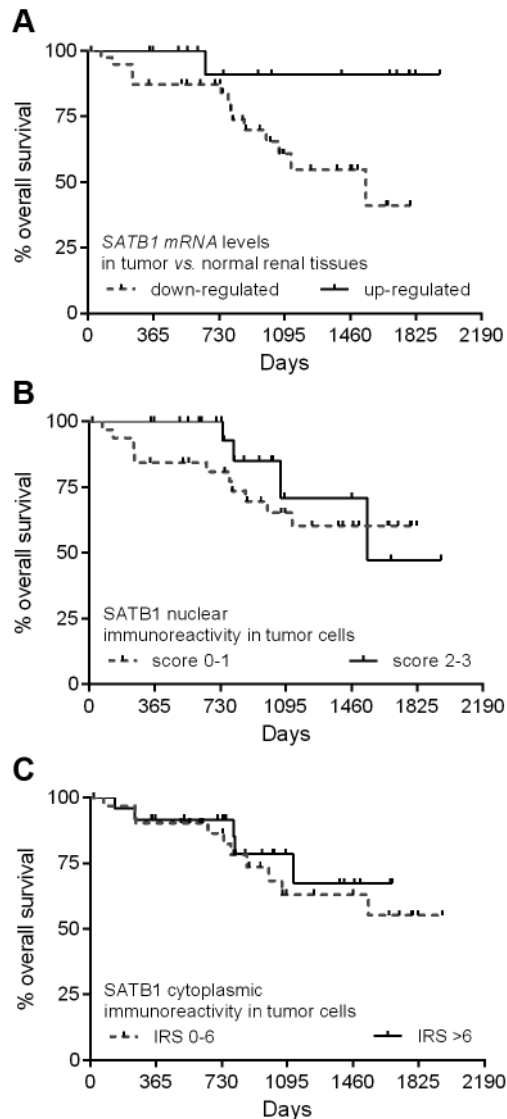 A
% overall survival
100
75
50
25
0
SATB1 mRNA levels
in tumor vs. normal renal tissues
down-regulated up-regulated
0 365 730 1095 1460 1825 2190
Days
B
% overall survival
100
75
50
25
0
SATB1 nuclear
immunoreactivity in tumor cells
score 0-1 score 2-3
0 365 730 1095 1460 1825 2190
Days
C
% overall survival
100
75
50
25
0
SATB1 cytoplasmic
immunoreactivity in tumor cells
IRS 0-6 IRS >6
0 365 730 1095 1460 1825 2190
Days